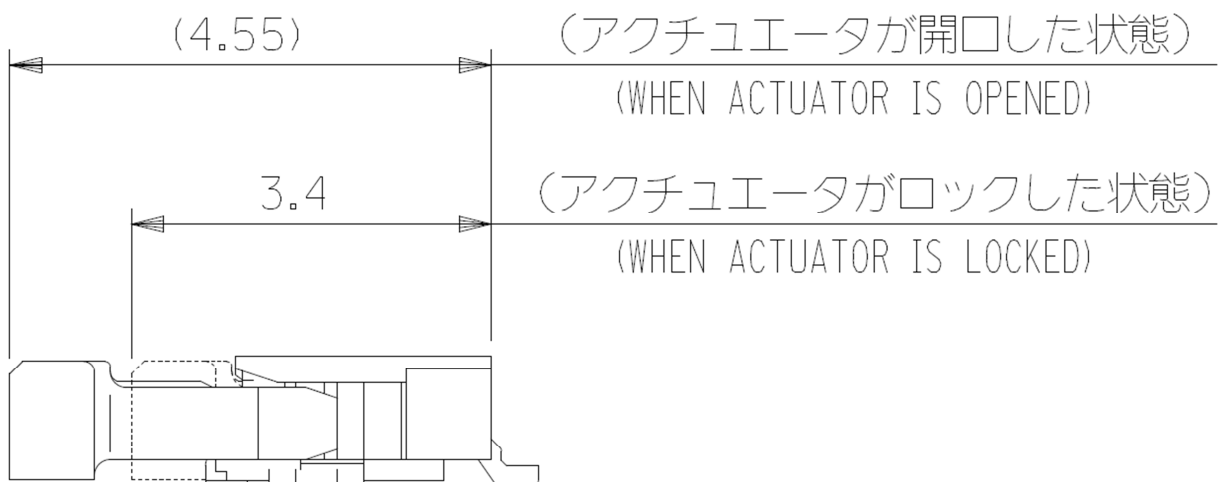 (4.55)
(アクチュエータが開口した状態)
(WHEN ACTUATOR IS OPENED)
3.4
(アクチュエータがロックした状態)
(WHEN ACTUATOR IS LOCKED)